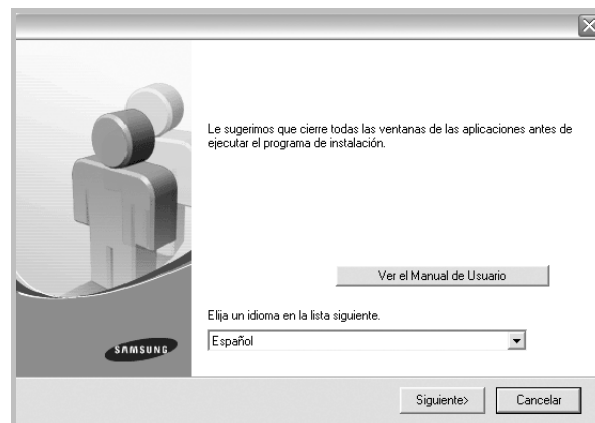 Le sugerimos que cierre todas las ventanas de las aplicaciones antes de
ejecutar el programa de instalación.
Ver el Manual de Usuario
Elija un idioma en la lista siguiente.
Español
SAMSUNG
Siguiente>
Cancelar